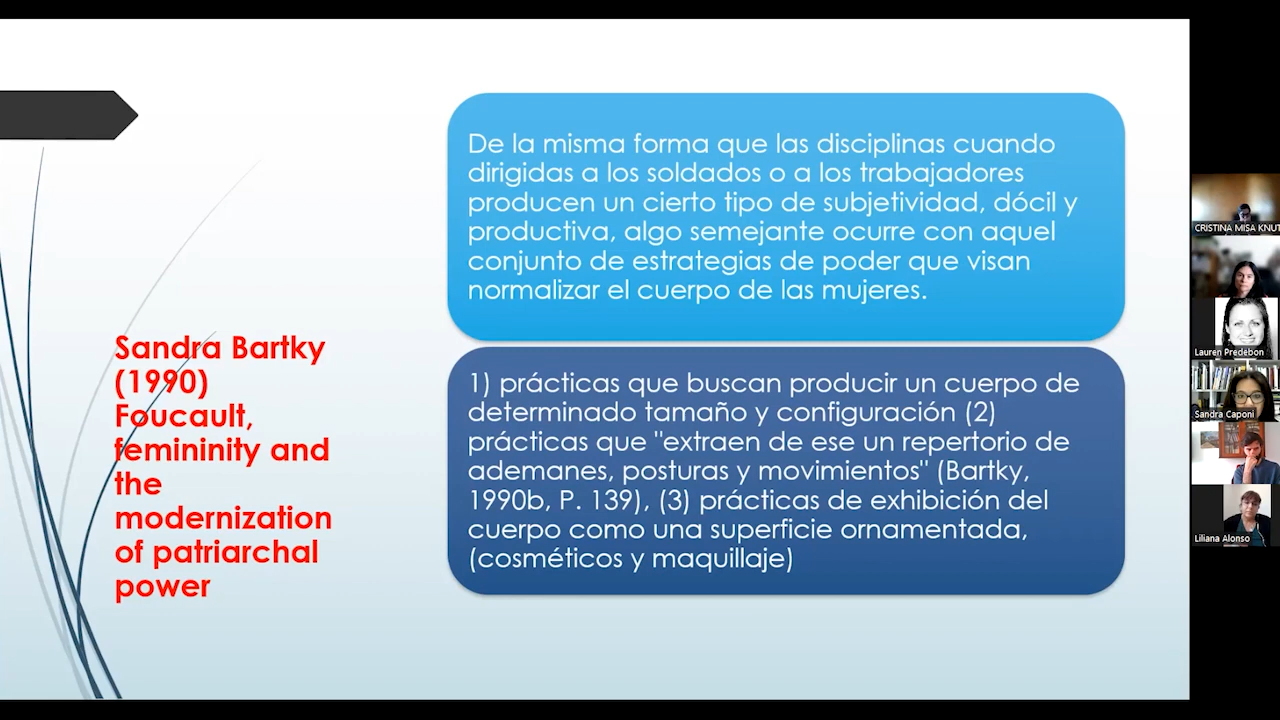 Sandra Bartky
(1990)
Foucault,
femininity and
the
modernization
of patriarchal
power
De la misma forma que las disciplinas cuando
dirigidas a los soldados o a los trabajadores
producen un cierto tipo de subjetividad, dócil y
productiva, algo semejante ocurre con aquel
conjunto de estrategias de poder que visan
normalizar el cuerpo de las mujeres.
1) prácticas que buscan producir un cuerpo de
determinado tamaño y configuración (2)
prácticas que "extraen de ese un repertorio de
ademanes, posturas y movimientos" (Bartky,
1990b, P. 139), (3) prácticas de exhibición del
cuerpo como una superficie ornamentada,
(cosméticos y maquillaje)
CRISTINA MISA KNUT
Lauren Predebon
Sandra Caponi
Liliana Alonso